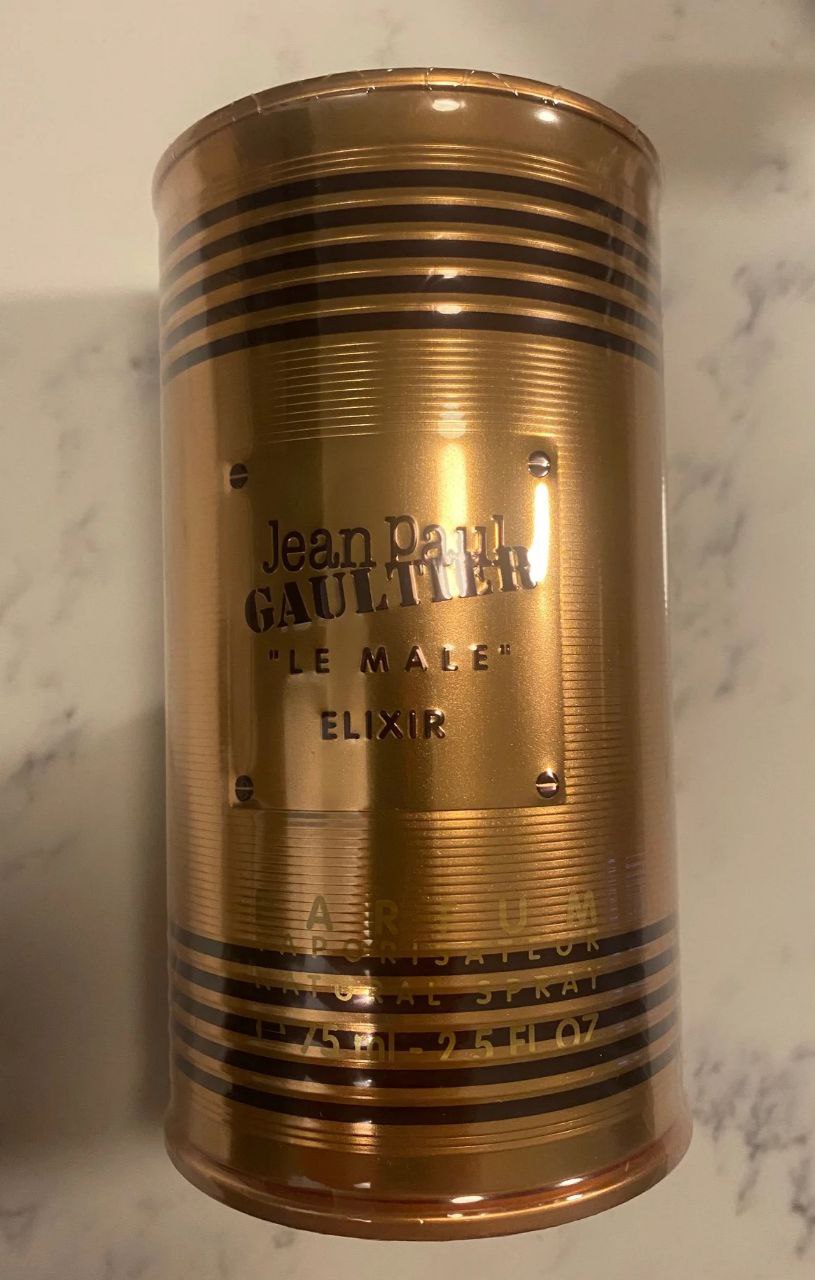 Jean Paul
GAULTIER
"LE MALE"
ELIXIR
PARFUM
VAPORISATEUR
NATURAL SPRAY
e 75 ml - 2.5 FL OZ